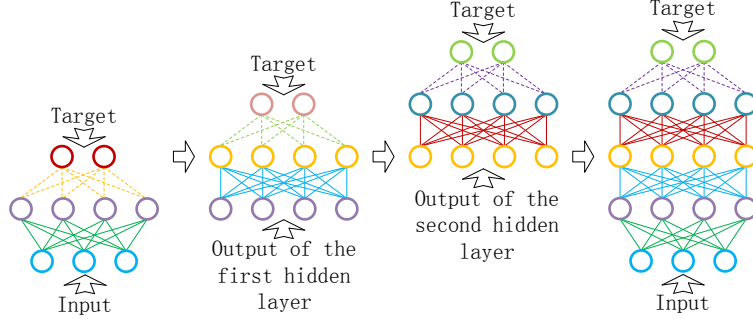 Target
Input
Target
Output of the
first hidden
layer
Target
Output of the
second hidden
layer
Target
Input